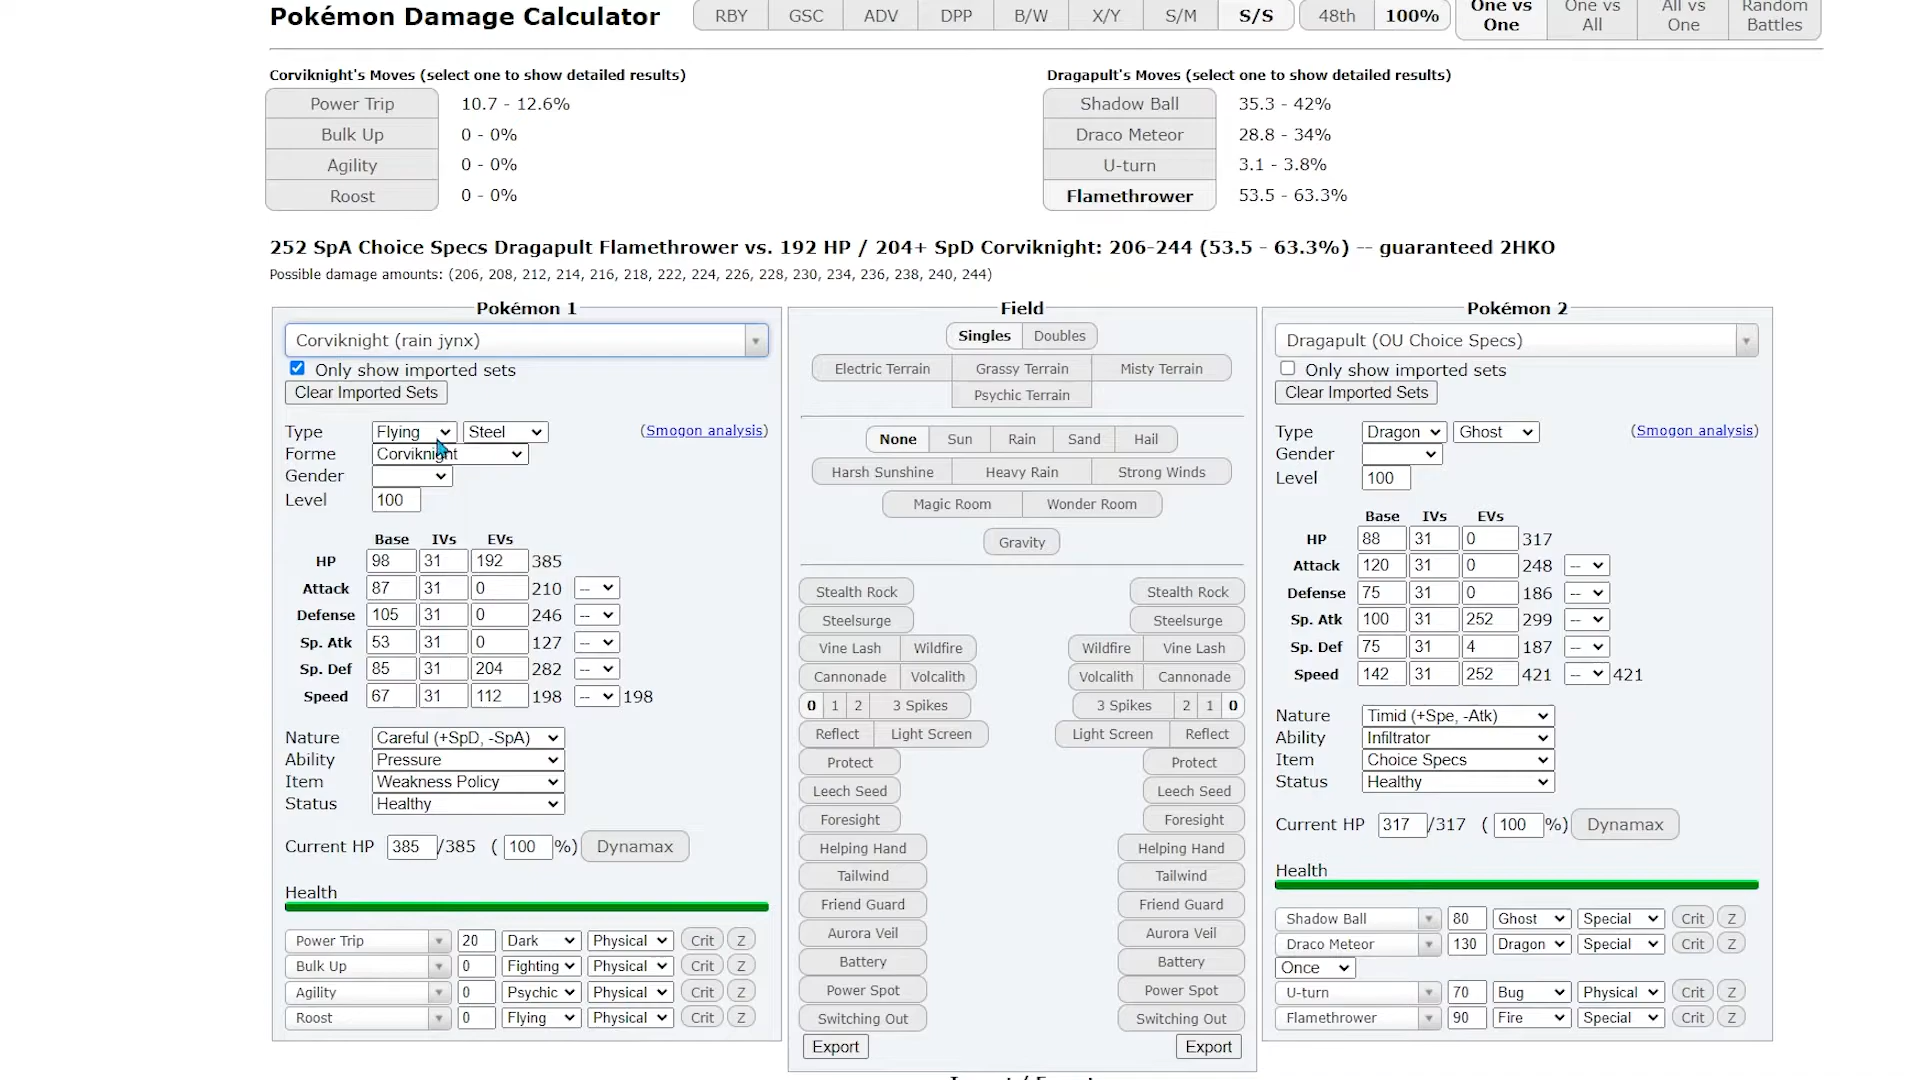 Pokémon Damage Calculator RBY GSC ADV DPP B/W X/Y S/M S/S 48th 100% One vs One One vs All All vs One Random Battles
Corviknight's Moves (select one to show detailed results)
Power Trip 10.7 - 12.6%
Bulk Up 0 - 0%
Agility 0 - 0%
Roost 0 - 0%
Dragapult's Moves (select one to show detailed results)
Shadow Ball 35.3 - 42%
Draco Meteor 28.8 - 34%
U-turn 3.1 - 3.8%
Flamethrower 53.5 - 63.3%
252 SpA Choice Specs Dragapult Flamethrower vs. 192 HP / 204+ SpD Corviknight: 206-244 (53.5 - 63.3%) -- guaranteed 2HKO
Possible damage amounts: (206, 208, 212, 214, 216, 218, 222, 224, 226, 228, 230, 234, 236, 238, 240, 244)
Pokémon 1
Corviknight (rain jynx)
Only show imported sets
Clear Imported Sets
Type Flying Steel (Smogon analysis)
Forme Corviknight
Gender
Level 100
Base IVs EVs
HP 98 31 192 385
Attack 87 31 0 210 --
Defense 105 31 0 246 --
Sp. Atk 53 31 0 127 --
Sp. Def 85 31 204 282 --
Speed 67 31 112 198 -- 198
Nature Careful (+SpD, -SpA)
Ability Pressure
Item Weakness Policy
Status Healthy
Current HP 385 /385 ( 100 %) Dynamax
Health
Power Trip 20 Dark Physical Crit Z
Bulk Up 0 Fighting Physical Crit Z
Agility 0 Psychic Physical Crit Z
Roost 0 Flying Physical Crit Z
Field
Singles Doubles
Electric Terrain Grassy Terrain Misty Terrain
Psychic Terrain
None Sun Rain Sand Hail
Harsh Sunshine Heavy Rain Strong Winds
Magic Room Wonder Room
Gravity
Stealth Rock Stealth Rock
Steelsurge Steelsurge
Vine Lash Wildfire Wildfire Vine Lash
Cannonade Volcalith Volcalith Cannonade
0 1 2 3 Spikes 3 Spikes 2 1 0
Reflect Light Screen Light Screen Reflect
Protect Protect
Leech Seed Leech Seed
Foresight Foresight
Helping Hand Helping Hand
Tailwind Tailwind
Friend Guard Friend Guard
Aurora Veil Aurora Veil
Battery Battery
Power Spot Power Spot
Switching Out Switching Out
Export Export
Pokémon 2
Dragapult (OU Choice Specs)
Only show imported sets
Clear Imported Sets
Type Dragon Ghost (Smogon analysis)
Gender
Level 100
Base IVs EVs
HP 88 31 0 317
Attack 120 31 0 248 --
Defense 75 31 0 186 --
Sp. Atk 100 31 252 299 --
Sp. Def 75 31 4 187 --
Speed 142 31 252 421 -- 421
Nature Timid (+Spe, -Atk)
Ability Infiltrator
Item Choice Specs
Status Healthy
Current HP 317 /317 ( 100 %) Dynamax
Health
Shadow Ball 80 Ghost Special Crit Z
Draco Meteor 130 Dragon Special Crit Z
Once
U-turn 70 Bug Physical Crit Z
Flamethrower 90 Fire Special Crit Z